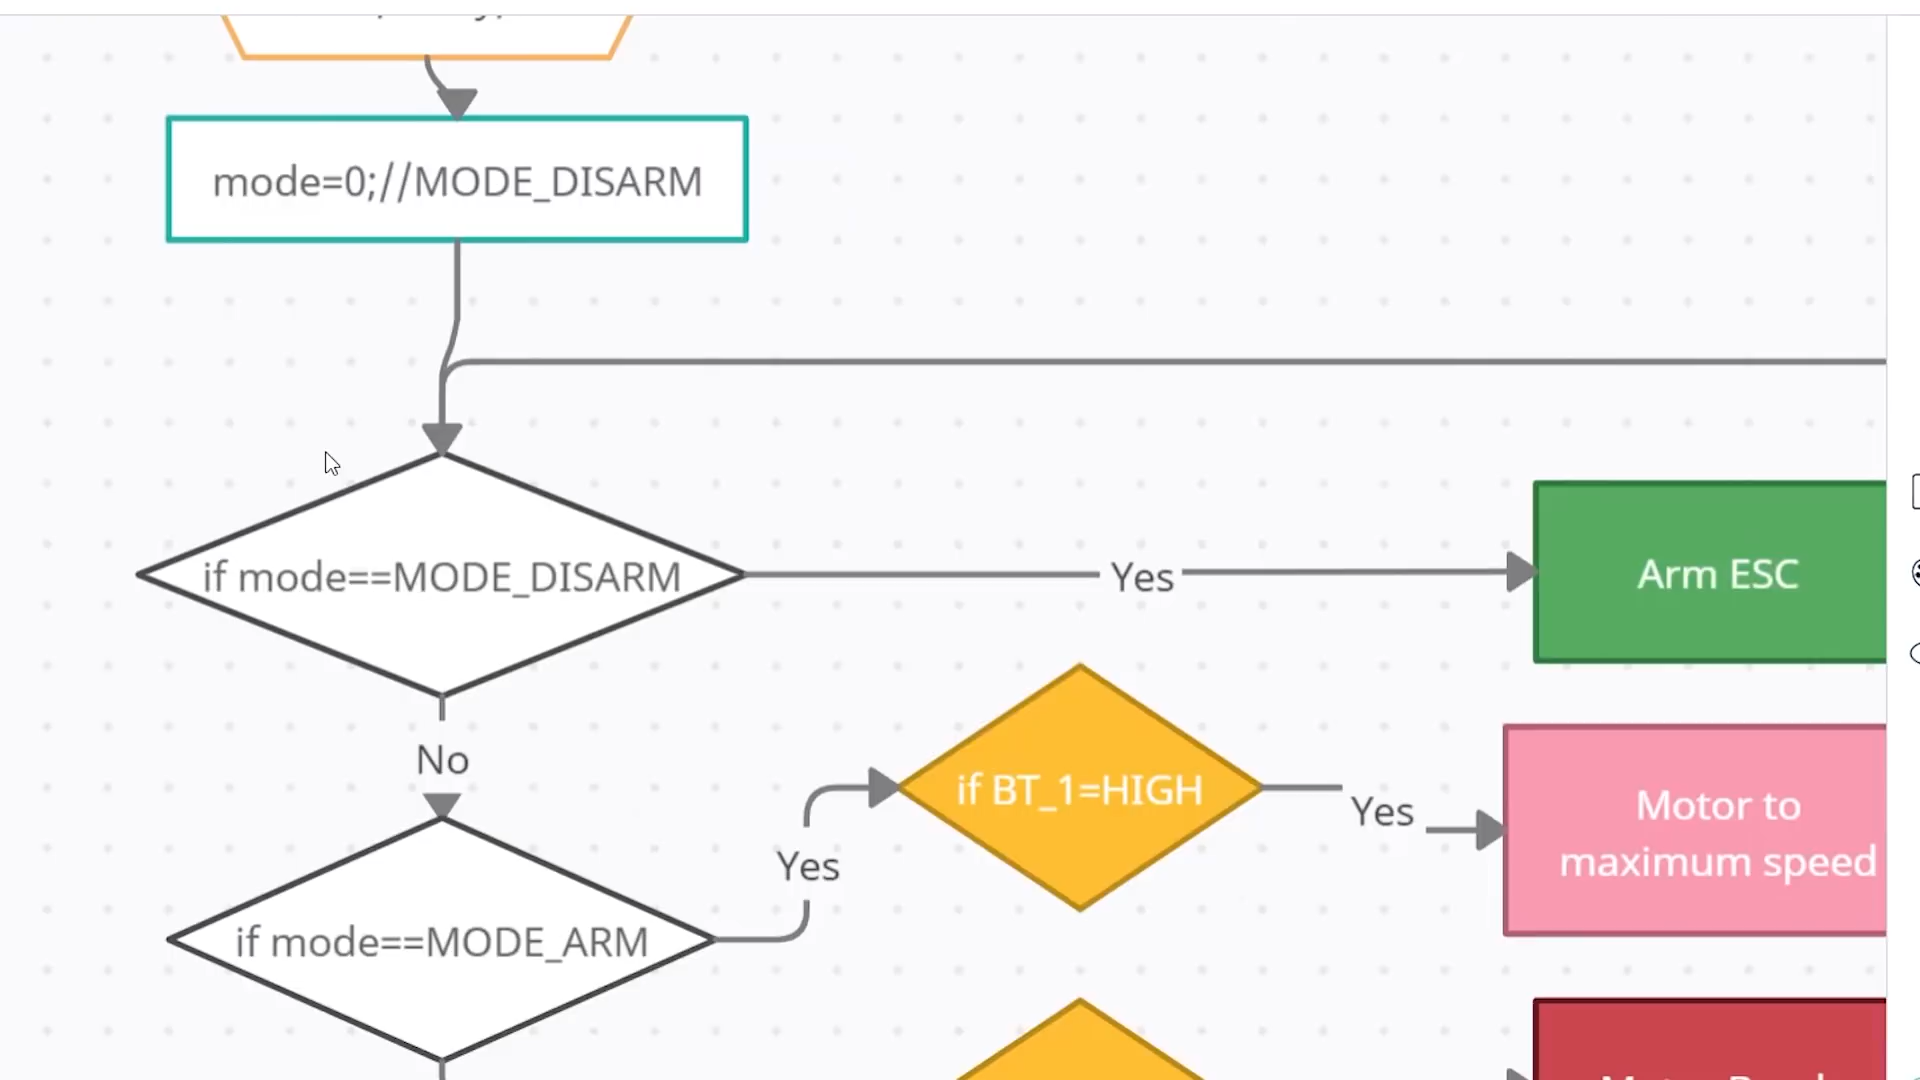 mode=0;//MODE_DISARM
if mode==MODE_DISARM
Yes
Arm ESC
No
if BT_1=HIGH
Yes
Motor to
maximum speed
Yes
if mode==MODE_ARM